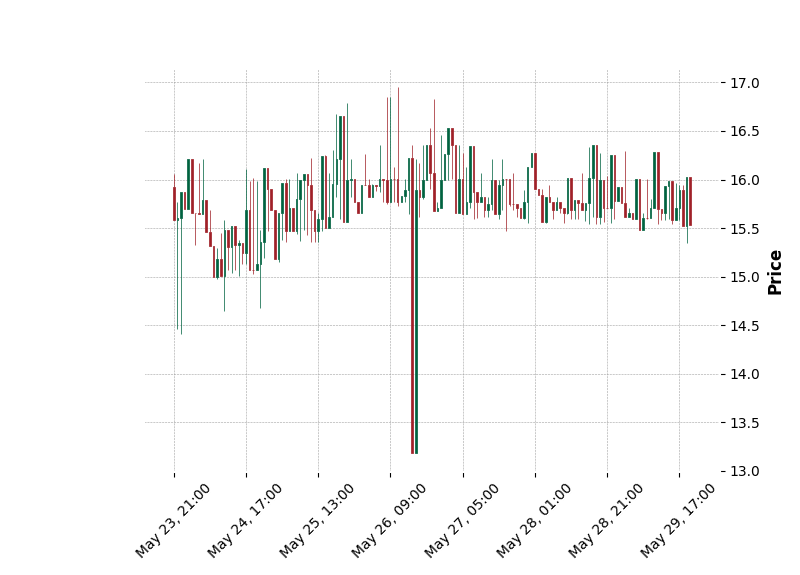 17.0
16.5
16.0
15.5
15.0
14.5
14.0
13.5
13.0
Price
May 23, 21:00
May 24, 17:00
May 25, 13:00
May 26, 09:00
May 27, 05:00
May 28, 01:00
May 28, 21:00
May 29, 17:00